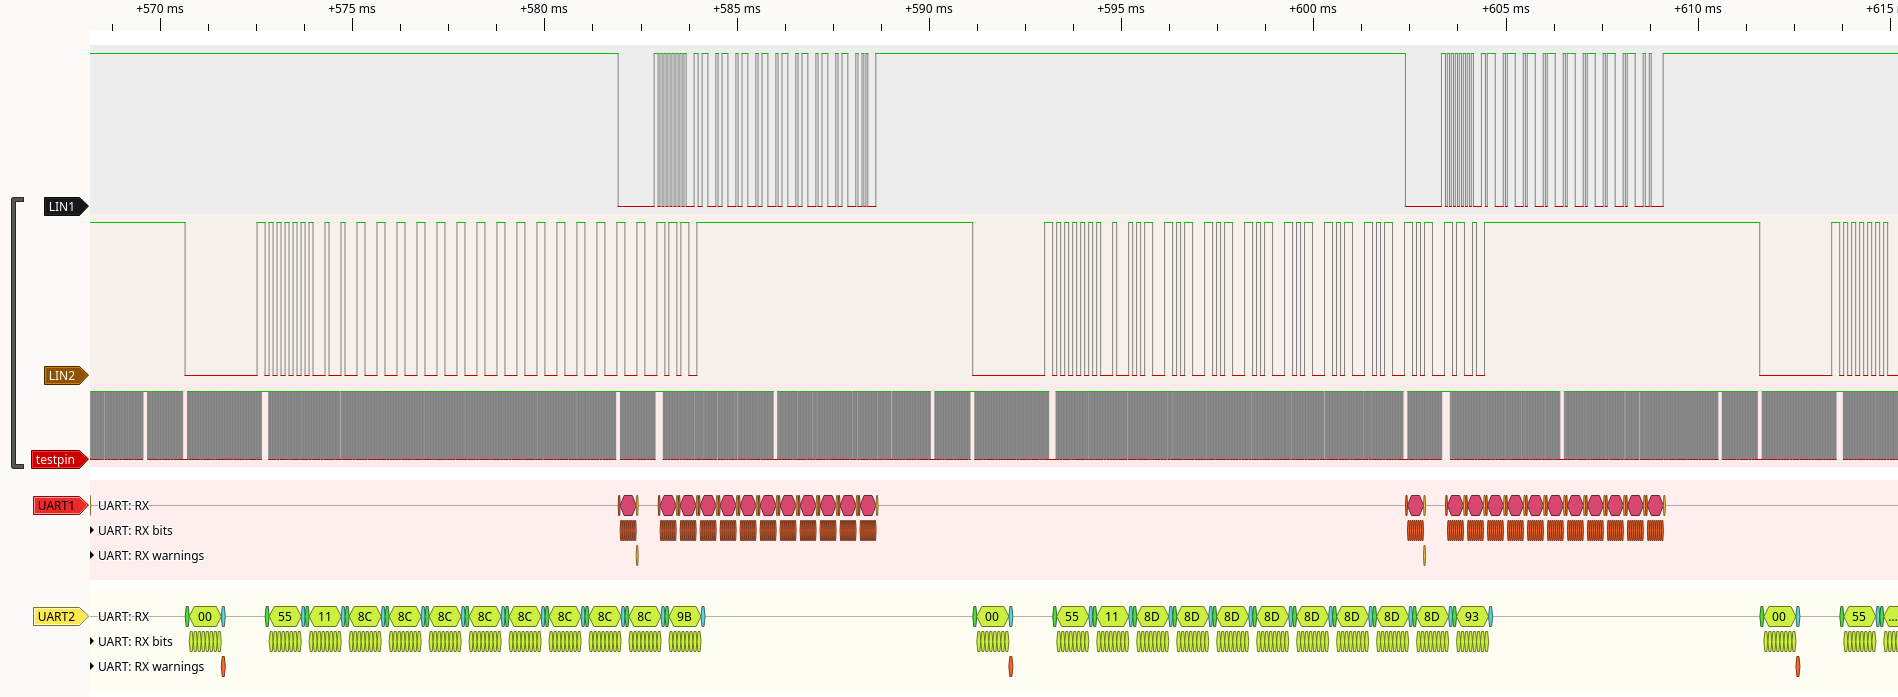 +570 ms +575 ms +580 ms +585 ms +590 ms +595 ms +600 ms +605 ms +610 ms +615
LIN1
LIN2
testpin
UART1 UART: RX
UART: RX bits
UART: RX warnings
UART2 UART: RX 00 55 11 8C 8C 8C 8C 8C 8C 8C 8C 9B 00 55 11 8D 8D 8D 8D 8D 8D 8D 8D 93 00 55 ...
UART: RX bits
UART: RX warnings